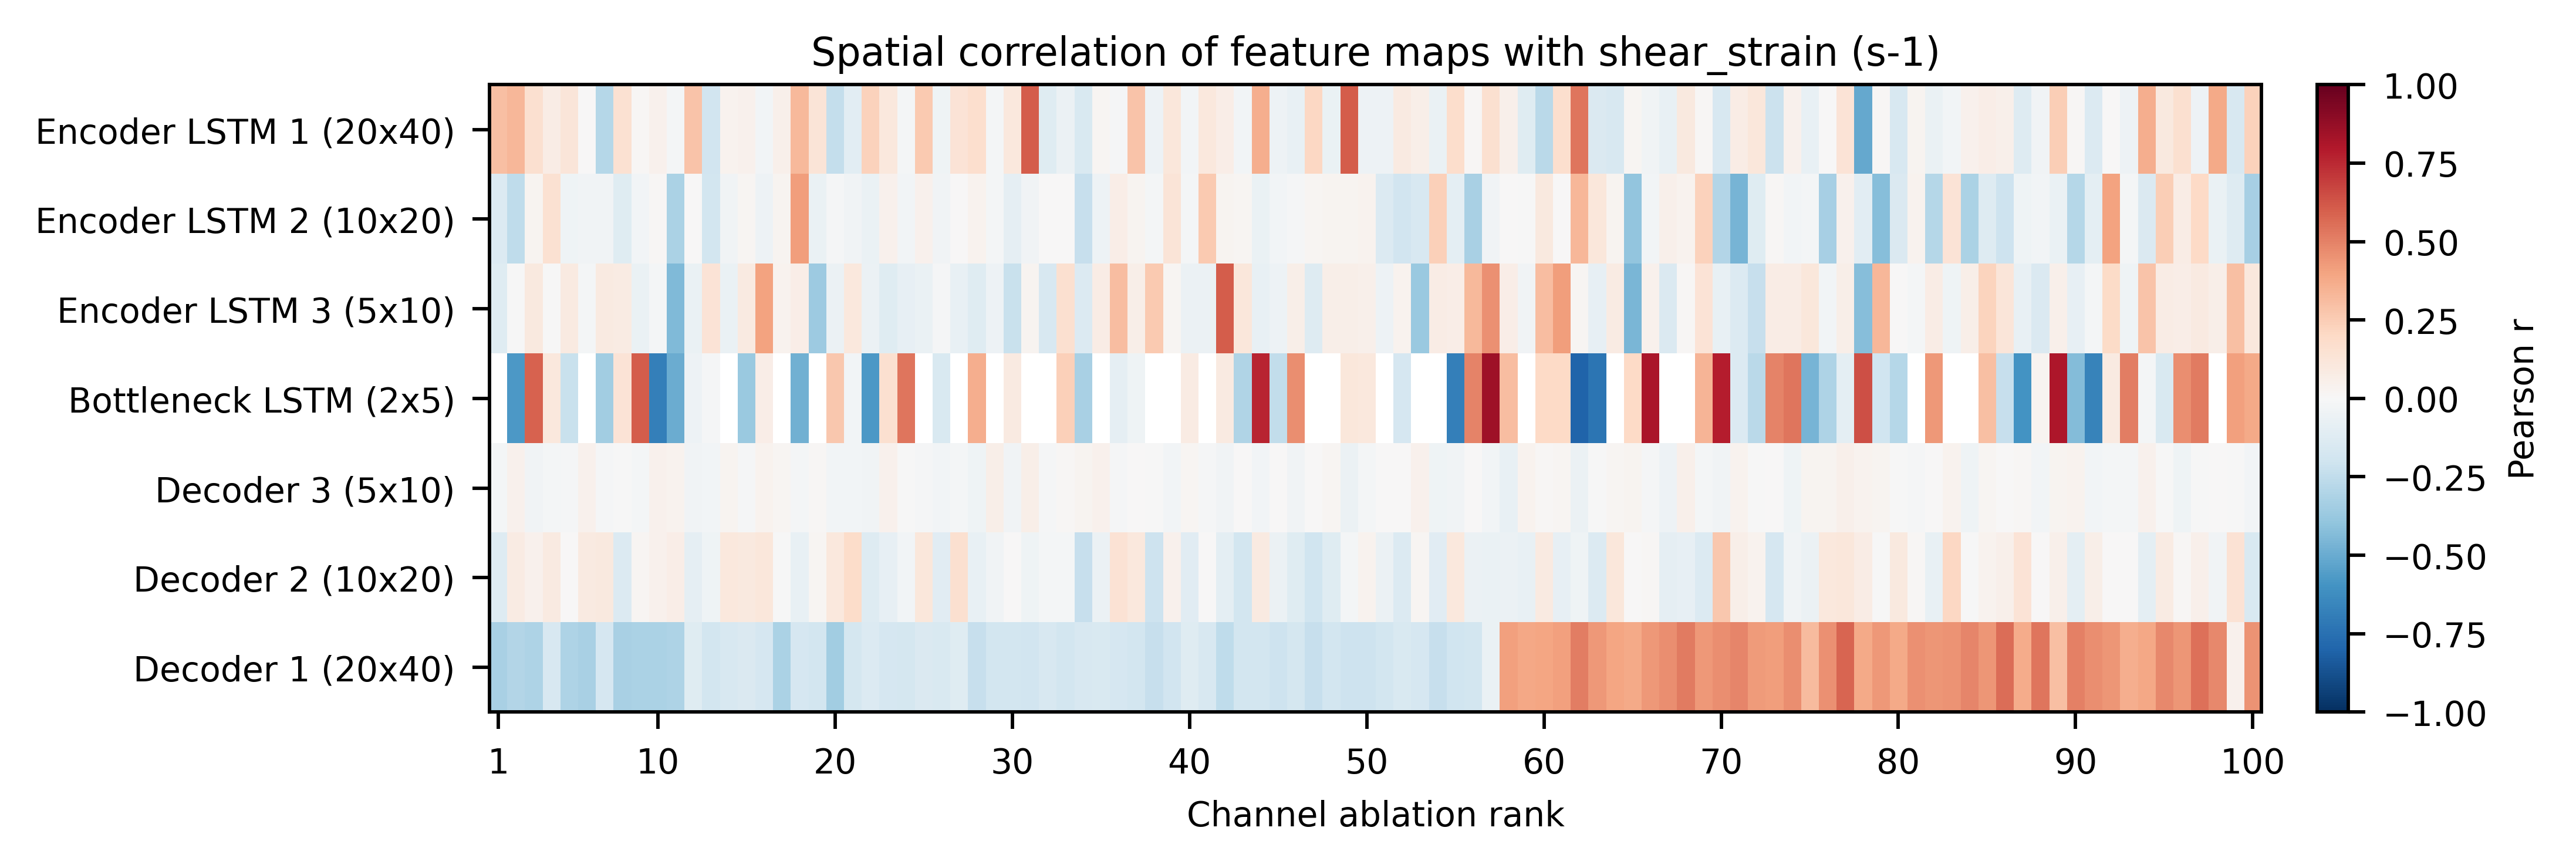 Spatial correlation of feature maps with shear_strain (s-1)
Encoder LSTM 1 (20x40)
Encoder LSTM 2 (10x20)
Encoder LSTM 3 (5x10)
Bottleneck LSTM (2x5)
Decoder 3 (5x10)
Decoder 2 (10x20)
Decoder 1 (20x40)
1 10 20 30 40 50 60 70 80 90 100
Channel ablation rank
1.00
0.75
0.50
0.25
0.00
−0.25
−0.50
−0.75
−1.00
Pearson r